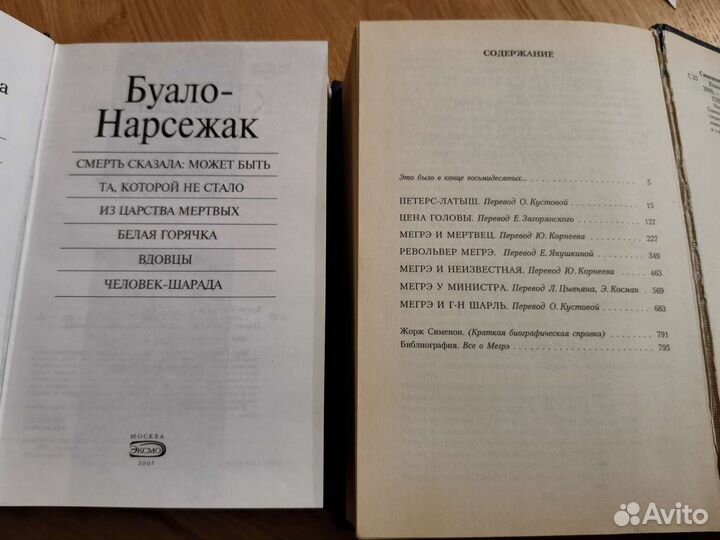 а
Буало-
Нарсежак
СМЕРТЬ СКАЗАЛА: МОЖЕТ БЫТЬ
ТА, КОТОРОЙ НЕ СТАЛО
ИЗ ЦАРСТВА МЕРТВЫХ
БЕЛАЯ ГОРЯЧКА
ВДОВЦЫ
ЧЕЛОВЕК-ШАРАДА
МОСКВА
ЭКСМО
СОДЕРЖАНИЕ
Это было в конце восьмидесятых... 5
ПЕТЕРС-ЛАТЫШ. Перевод О. Кустовой 15
ЦЕНА ГОЛОВЫ. Перевод Е. Загорянского 127
МЕГРЭ И МЕРТВЕЦ. Перевод Ю. Корнеева 227
РЕВОЛЬВЕР МЕГРЭ. Перевод Е. Якушкиной 349
МЕГРЭ И НЕИЗВЕСТНАЯ. Перевод Ю. Корнеева 463
МЕГРЭ У МИНИСТРА. Перевод Л. Цывьяна, Э. Косман 569
МЕГРЭ И Г-Н ШАРЛЬ. Перевод О. Кустовой 683
Жорж Сименон. (Краткая биографическая справка) 791
Библиография. Все о Мегрэ 795
С 37
Avito